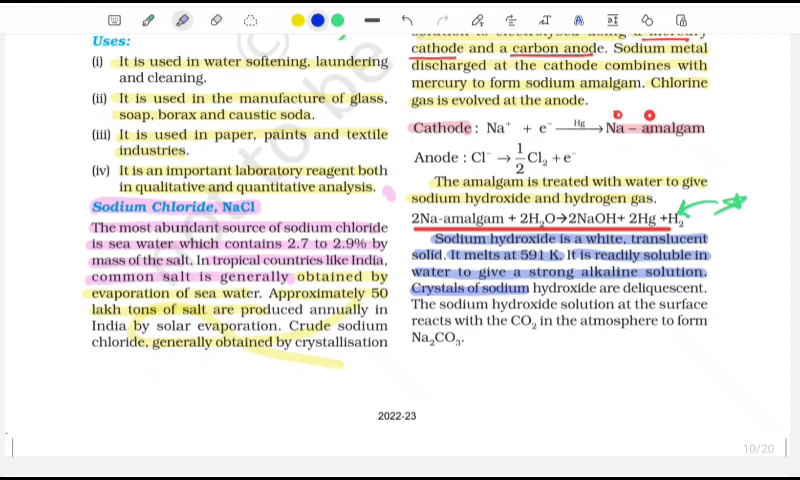 Uses:
(i) It is used in water softening, laundering
and cleaning.
(ii) It is used in the manufacture of glass,
soap, borax and caustic soda.
(iii) It is used in paper, paints and textile
industries.
(iv) It is an important laboratory reagent both
in qualitative and quantitative analysis.
Sodium Chloride, NaCl
The most abundant source of sodium chloride
is sea water which contains 2.7 to 2.9% by
mass of the salt. In tropical countries like India,
common salt is generally obtained by
evaporation of sea water. Approximately 50
lakh tons of salt are produced annually in
India by solar evaporation. Crude sodium
chloride, generally obtained by crystallisation
cathode and a carbon anode. Sodium metal
discharged at the cathode combines with
mercury to form sodium amalgam. Chlorine
gas is evolved at the anode.
Cathode : Na⁺ + e⁻ —Hg→ Na – amalgam
Anode : Cl⁻ → 1/2 Cl₂ + e⁻
The amalgam is treated with water to give
sodium hydroxide and hydrogen gas.
2Na-amalgam + 2H₂O→2NaOH+ 2Hg +H₂
Sodium hydroxide is a white, translucent
solid. It melts at 591 K. It is readily soluble in
water to give a strong alkaline solution.
Crystals of sodium hydroxide are deliquescent.
The sodium hydroxide solution at the surface
reacts with the CO₂ in the atmosphere to form
Na₂CO₃.
2022-23
10/20